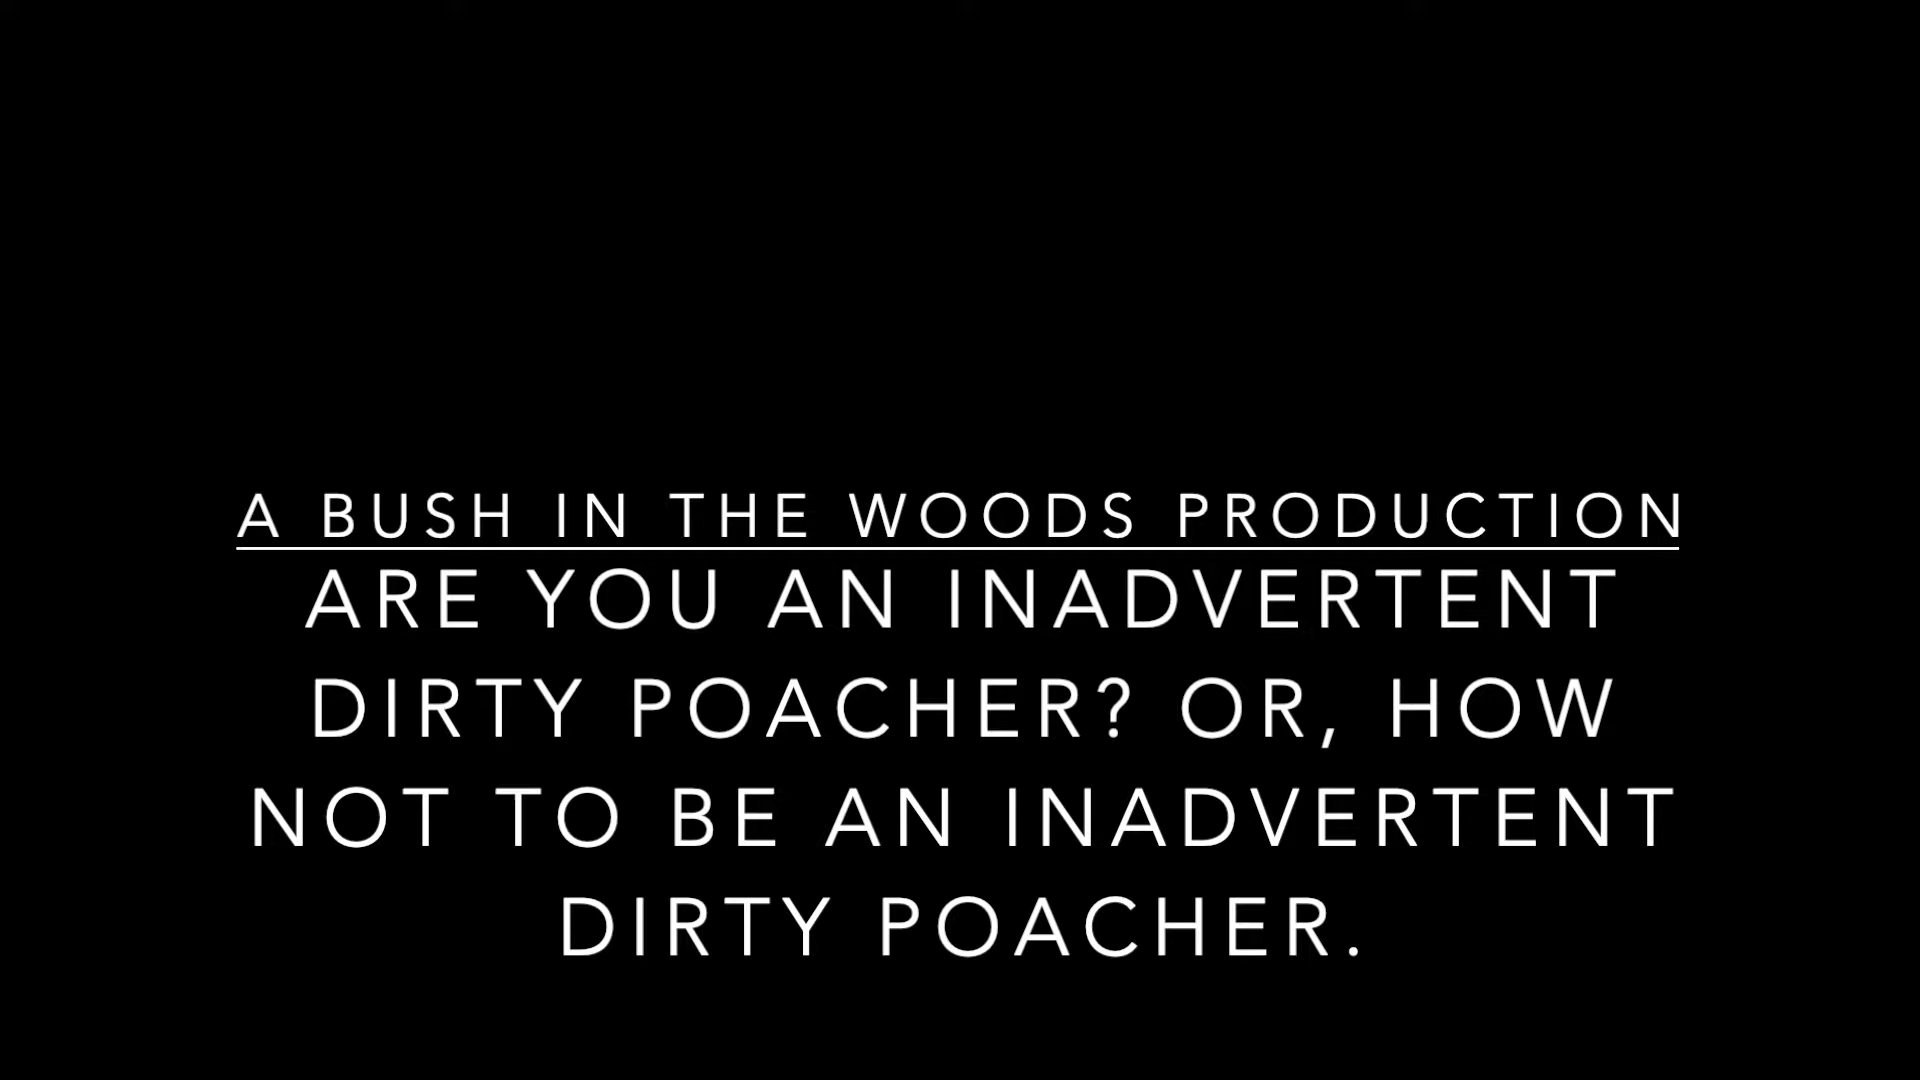 A BUSH IN THE WOODS PRODUCTION
ARE YOU AN INADVERTENT
DIRTY POACHER? OR, HOW
NOT TO BE AN INADVERTENT
DIRTY POACHER.